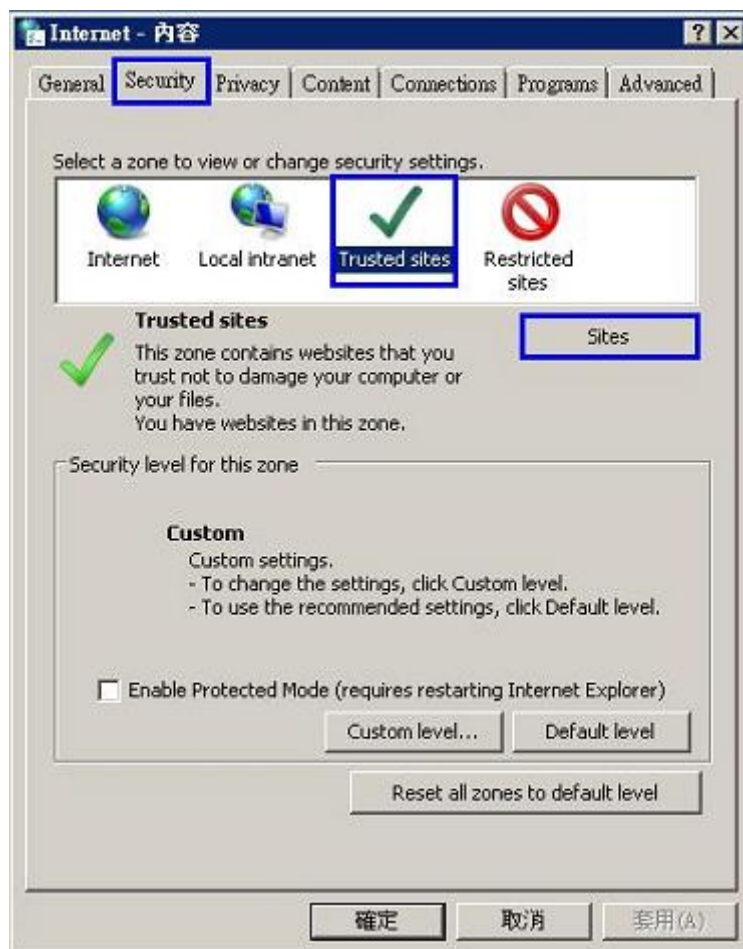 Internet - 內容
General Security Privacy Content Connections Programs Advanced
Select a zone to view or change security settings.
Internet Local intranet Trusted sites Restricted sites
Trusted sites
Sites
This zone contains websites that you
trust not to damage your computer or
your files.
You have websites in this zone.
Security level for this zone
Custom
Custom settings.
- To change the settings, click Custom level.
- To use the recommended settings, click Default level.
Enable Protected Mode (requires restarting Internet Explorer)
Custom level... Default level
Reset all zones to default level
確定 取消 套用(A)